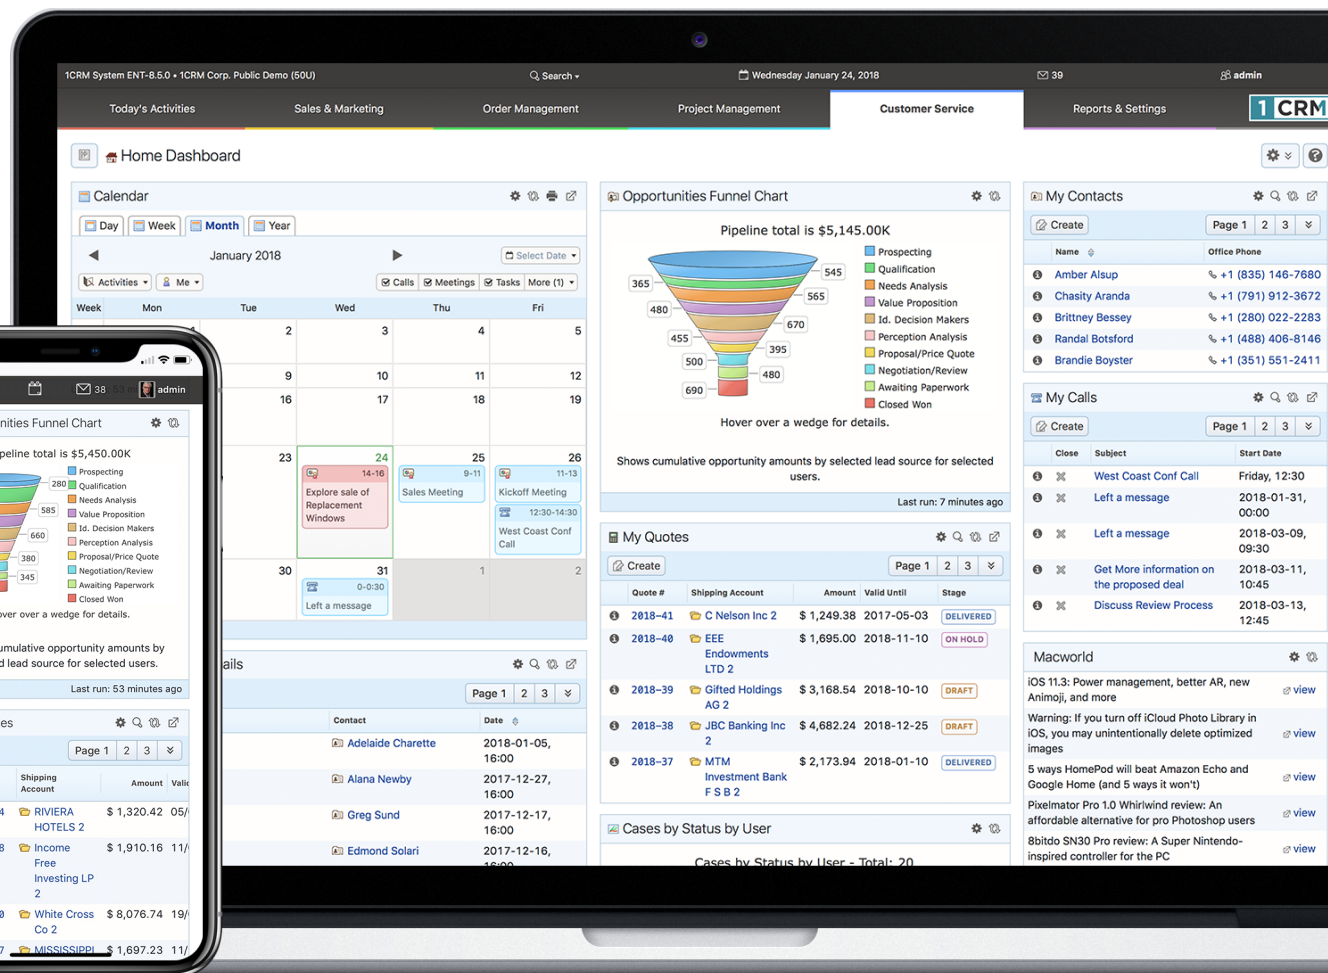 1CRM System ENT-8.5.0 • 1CRM Corp. Public Demo (50U)
Search
Wednesday January 24, 2018
39
admin
Today's Activities
Sales & Marketing
Order Management
Project Management
Customer Service
Reports & Settings
1 CRM
Home Dashboard
Calendar
Day
Week
Month
Year
January 2018
Select Date
Activities
Me
Calls
Meetings
Tasks
More (1)
Week Mon Tue Wed Thu Fri
2 3 4 5
9 10 11 12
16 17 18 19
23 24 25 26
14-16
Explore sale of
Replacement
Windows
9-11
Sales Meeting
11-13
Kickoff Meeting
12:30-14:30
West Coast Conf
Call
30 31 1 2
0-0:30
Left a message
ails
Page 1 2 3
Contact Date
Adelaide Charette 2018-01-05,
16:00
Alana Newby 2017-12-27,
16:00
Greg Sund 2017-12-17,
16:00
Edmond Solari 2017-12-16,
16:00
Opportunities Funnel Chart
Pipeline total is $5,145.00K
545
365
565
480
670
455
395
500
480
690
Prospecting
Qualification
Needs Analysis
Value Proposition
Id. Decision Makers
Perception Analysis
Proposal/Price Quote
Negotiation/Review
Awaiting Paperwork
Closed Won
Hover over a wedge for details.
Shows cumulative opportunity amounts by selected lead source for selected
users.
Last run: 7 minutes ago
My Quotes
Create
Page 1 2 3
Quote # Shipping Account Amount Valid Until Stage
2018-41 C Nelson Inc 2 $ 1,249.38 2017-05-03 DELIVERED
2018-40 EEE $ 1,695.00 2018-11-10 ON HOLD
Endowments
LTD 2
2018-39 Gifted Holdings $ 3,168.54 2018-10-10 DRAFT
AG 2
2018-38 JBC Banking Inc $ 4,682.24 2018-12-25 DRAFT
2
2018-37 MTM $ 2,173.94 2018-01-10 DELIVERED
Investment Bank
F S B 2
Cases by Status by User
Cases by Status by User - Total: 20
My Contacts
Create
Page 1 2 3
Name Office Phone
Amber Alsup +1 (835) 146-7680
Chasity Aranda +1 (791) 912-3672
Brittney Bessey +1 (280) 022-2283
Randal Botsford +1 (488) 406-8146
Brandie Boyster +1 (351) 551-2411
My Calls
Create
Page 1 2 3
Close Subject Start Date
West Coast Conf Call Friday, 12:30
Left a message 2018-01-31,
00:00
Left a message 2018-03-09,
09:30
Get More information on 2018-03-11,
the proposed deal 10:45
Discuss Review Process 2018-03-13,
12:45
Macworld
iOS 11.3: Power management, better AR, new
Animoji, and more
view
Warning: If you turn off iCloud Photo Library in
iOS, you may unintentionally delete optimized
images
view
5 ways HomePod will beat Amazon Echo and
Google Home (and 5 ways it won't)
view
Pixelmator Pro 1.0 Whirlwind review: An
affordable alternative for pro Photoshop users
view
8bitdo SN30 Pro review: A Super Nintendo-
inspired controller for the PC
view
38
admin
nities Funnel Chart
peline total is $5,450.00K
280
585
660
380
345
Prospecting
Qualification
Needs Analysis
Value Proposition
Id. Decision Makers
Perception Analysis
Proposal/Price Quote
Negotiation/Review
Awaiting Paperwork
Closed Won
over over a wedge for details.
umulative opportunity amounts by
d lead source for selected users.
Last run: 53 minutes ago
es
Page 1 2 3
Shipping
Account
Amount Valid
4 RIVIERA $ 1,320.42 05/
HOTELS 2
8 Income $ 1,910.16 11/
Free
Investing LP
2
0 White Cross $ 8,076.74 19/
Co 2
7 MISSISSIPPI $ 1,697.23 11/